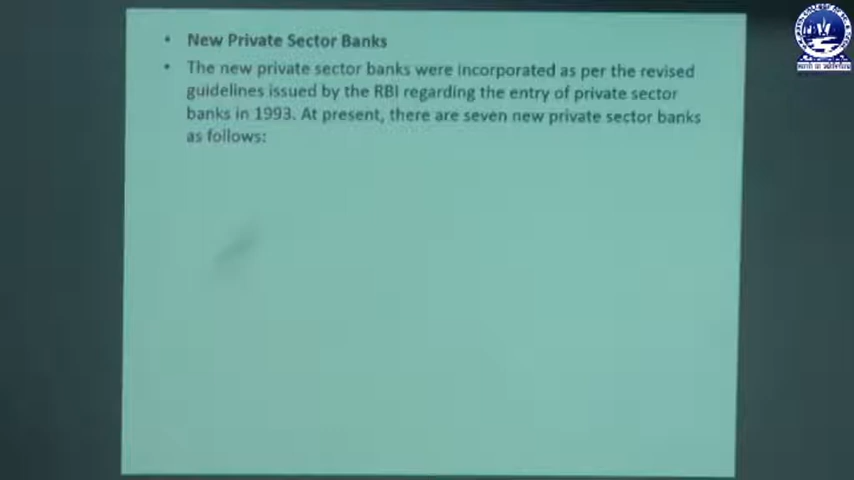 • New Private Sector Banks
• The new private sector banks were incorporated as per the revised
guidelines issued by the RBI regarding the entry of private sector
banks in 1993. At present, there are seven new private sector banks
as follows: